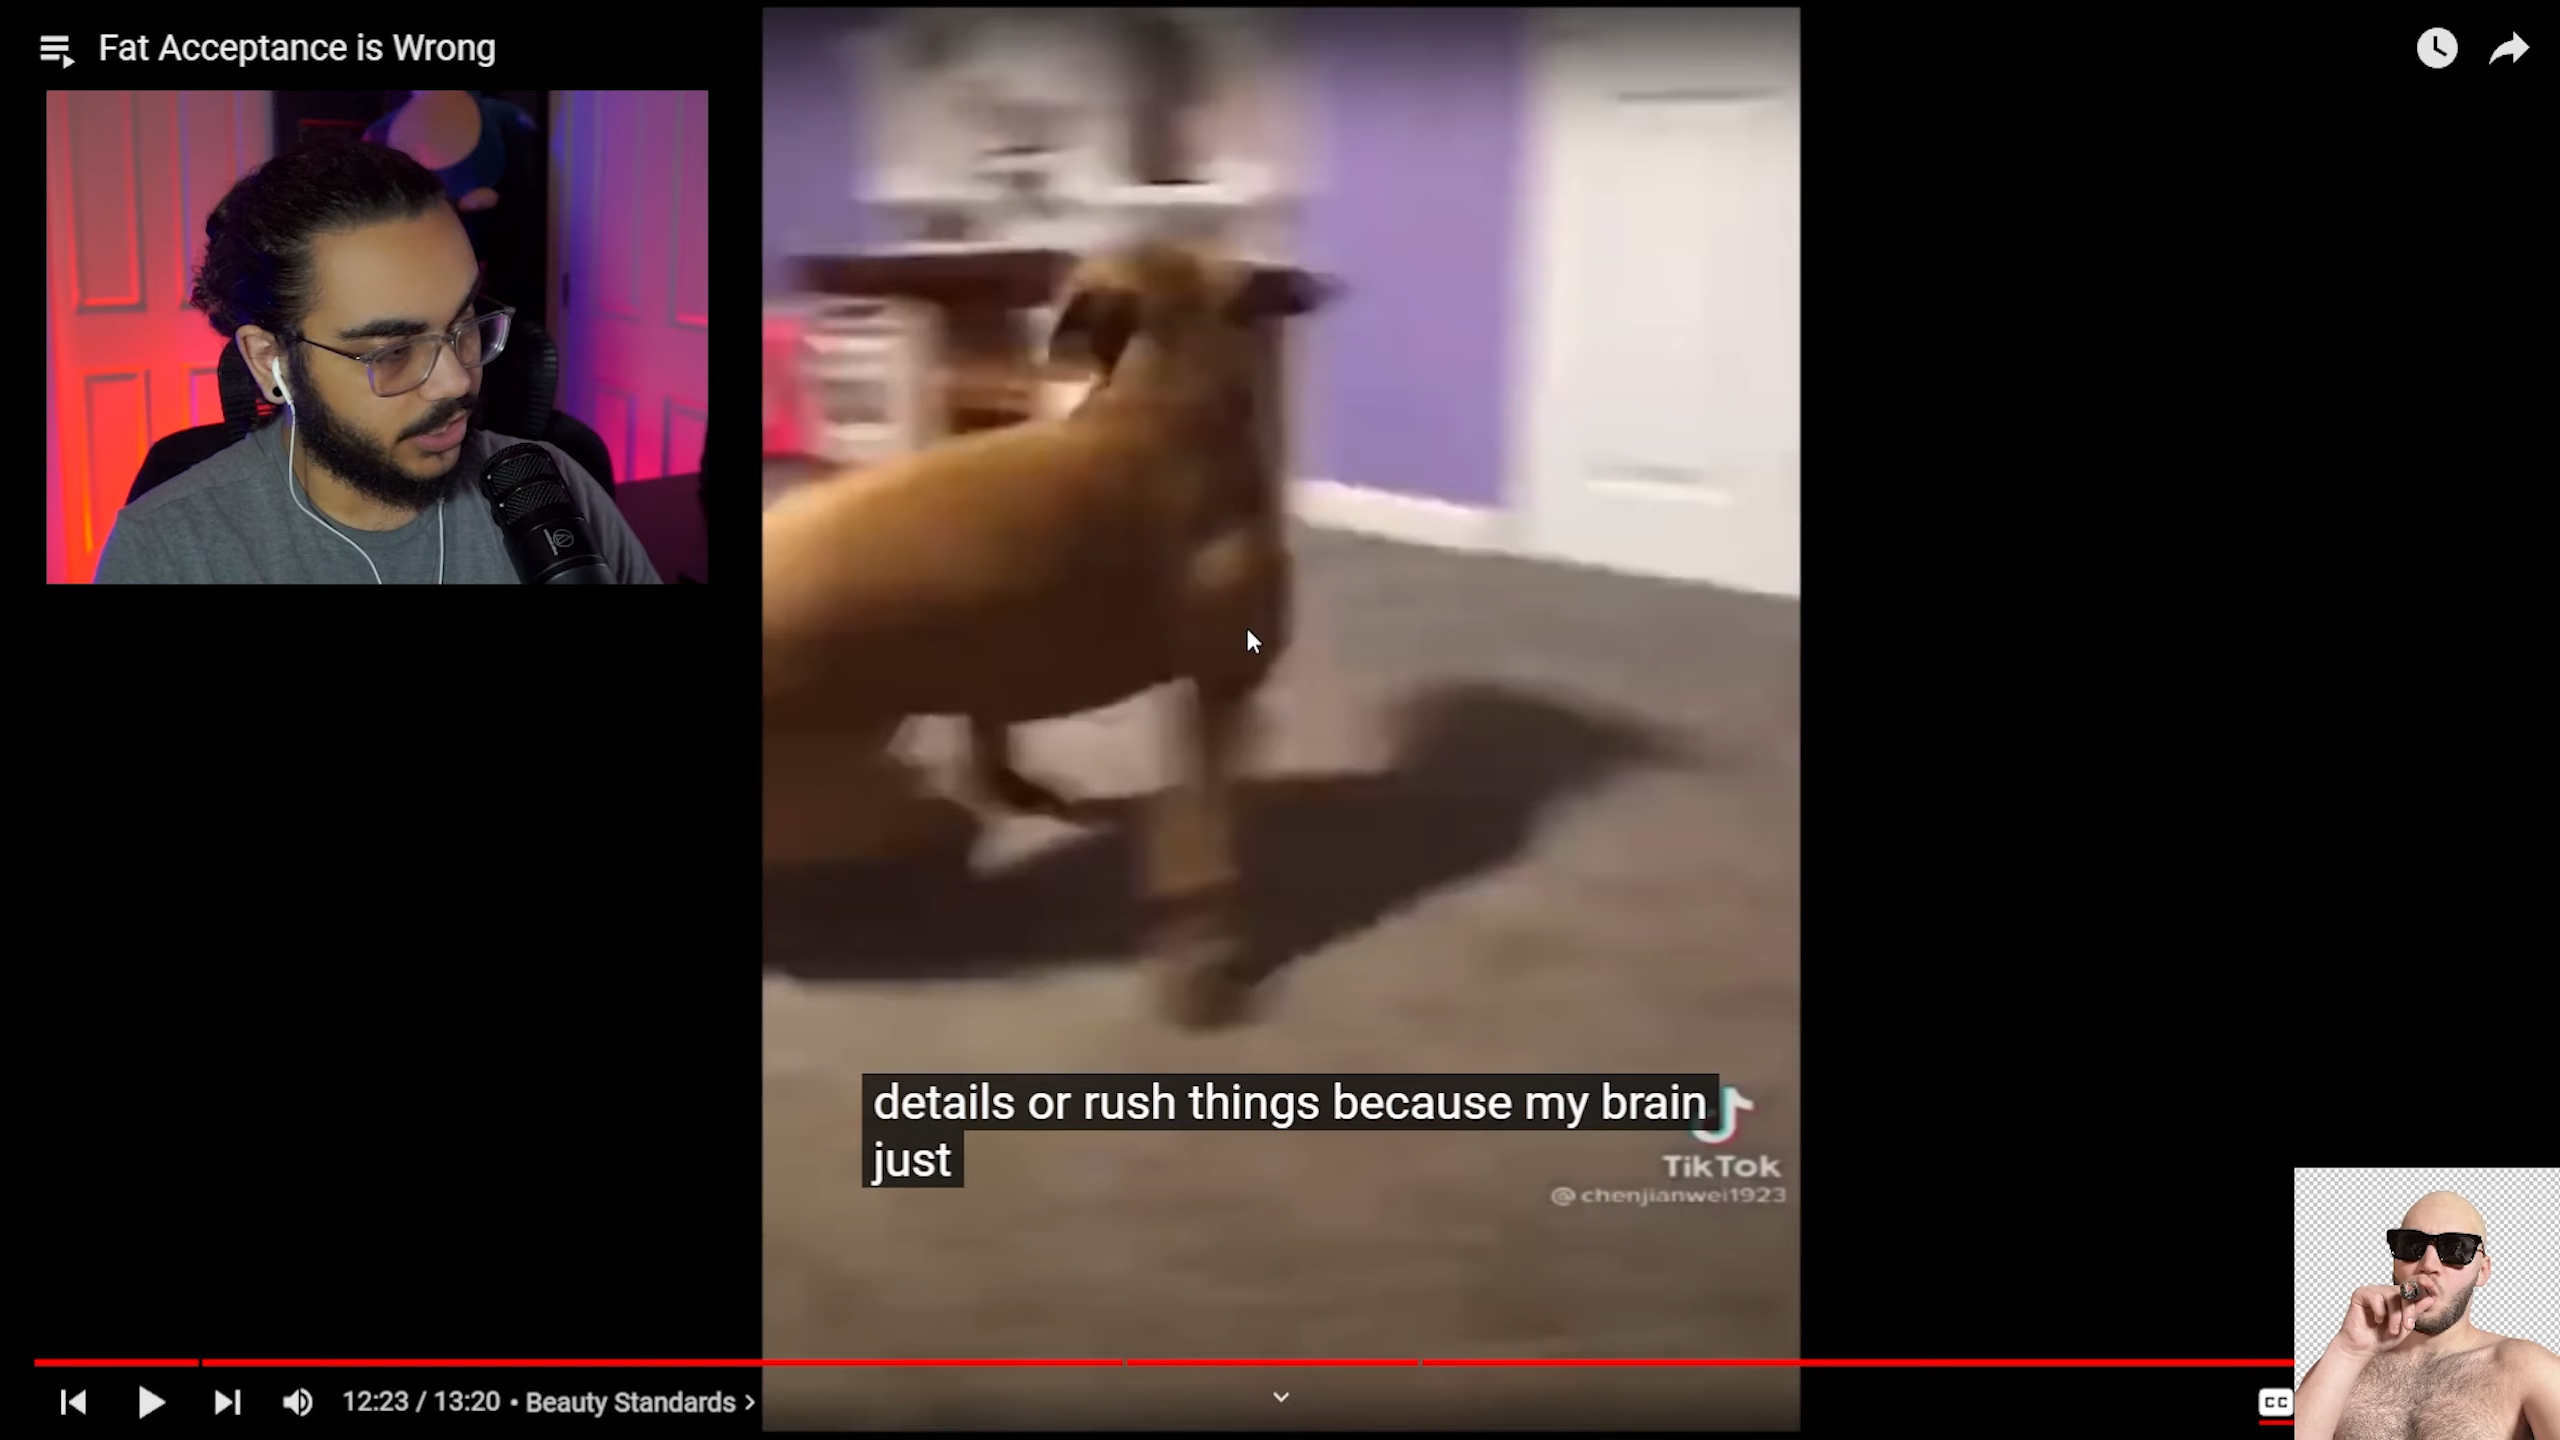 Fat Acceptance is Wrong
details or rush things because my brain
just
TikTok
@chenjianwei1923
12:23 / 13:20 • Beauty Standards >
CC